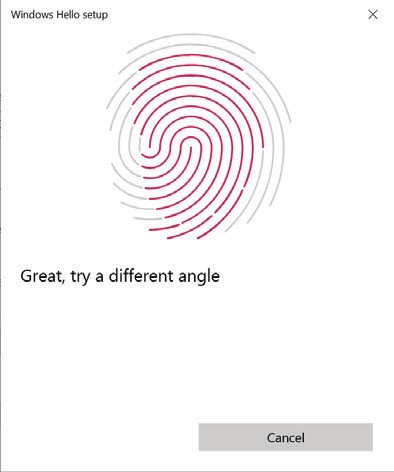 Windows Hello setup
Great, try a different angle
Cancel